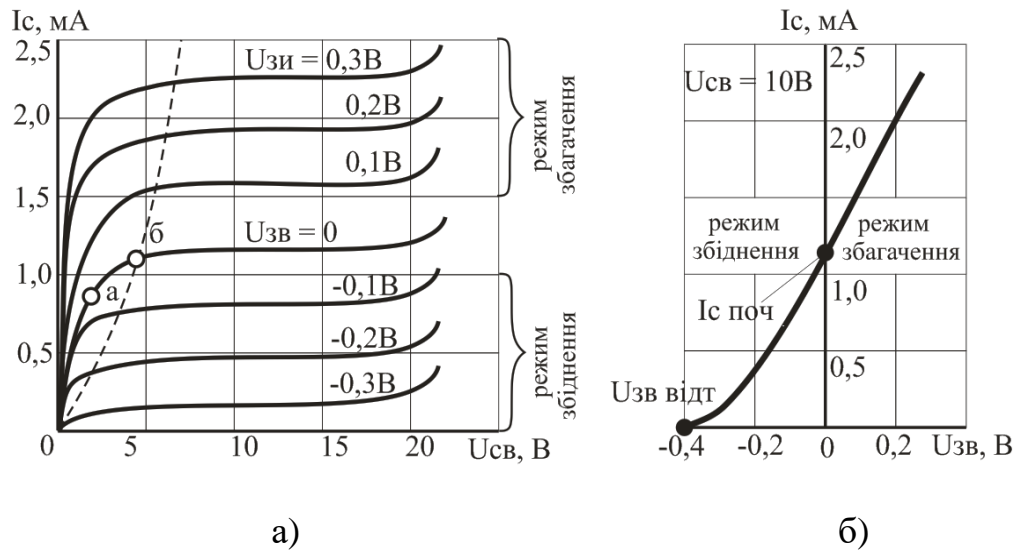 Iс, мА
2,5
2,0
1,5
1,0
0,5
0
5
10
15
20
Uсв, В
Uзи = 0,3В
0,2В
0,1В
Uзв = 0
-0,1В
-0,2В
-0,3В
а
б
режим
збагачення
режим
збіднення
а)
Iс, мА
2,5
2,0
1,0
0,5
Uсв = 10В
режим
збіднення
режим
збагачення
Iс поч
Uзв відт
-0,4
-0,2
0
0,2
Uзв, В
б)